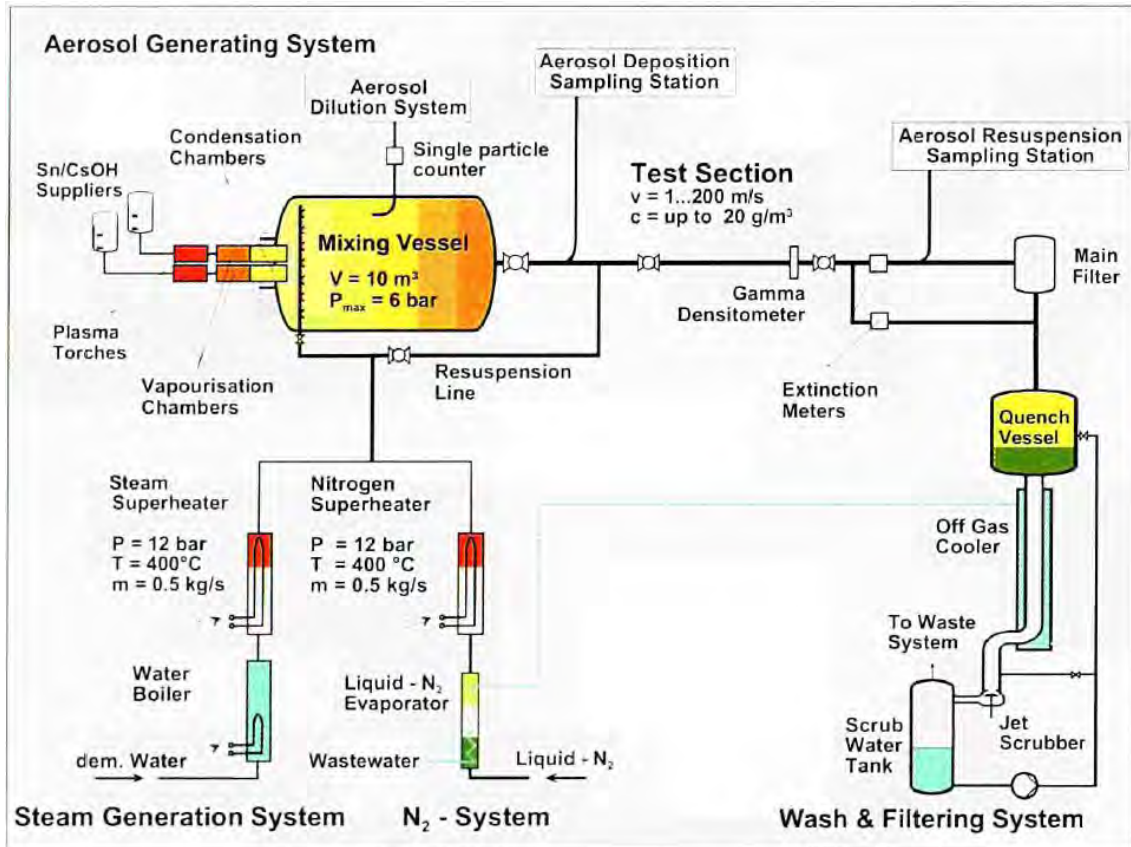 Aerosol Generating System
Aerosol
Dilution System
Aerosol Deposition
Sampling Station
Condensation
Chambers
Single particle
counter
Aerosol Resuspension
Sampling Station
Sn/CsOH
Suppliers
Test Section
v = 1...200 m/s
c = up to 20 g/m³
Mixing Vessel
V = 10 m³
P_max = 6 bar
Main
Filter
Gamma
Densitometer
Plasma
Torches
Vapourisation
Chambers
Resuspension
Line
Extinction
Meters
Quench
Vessel
Steam
Superheater
P = 12 bar
T = 400°C
m = 0.5 kg/s
Nitrogen
Superheater
P = 12 bar
T = 400 °C
m = 0.5 kg/s
Off Gas
Cooler
To Waste
System
Water
Boiler
Liquid - N₂
Evaporator
Scrub
Water
Tank
Jet
Scrubber
dem. Water
Wastewater
Liquid - N₂
Steam Generation System
N₂ - System
Wash & Filtering System